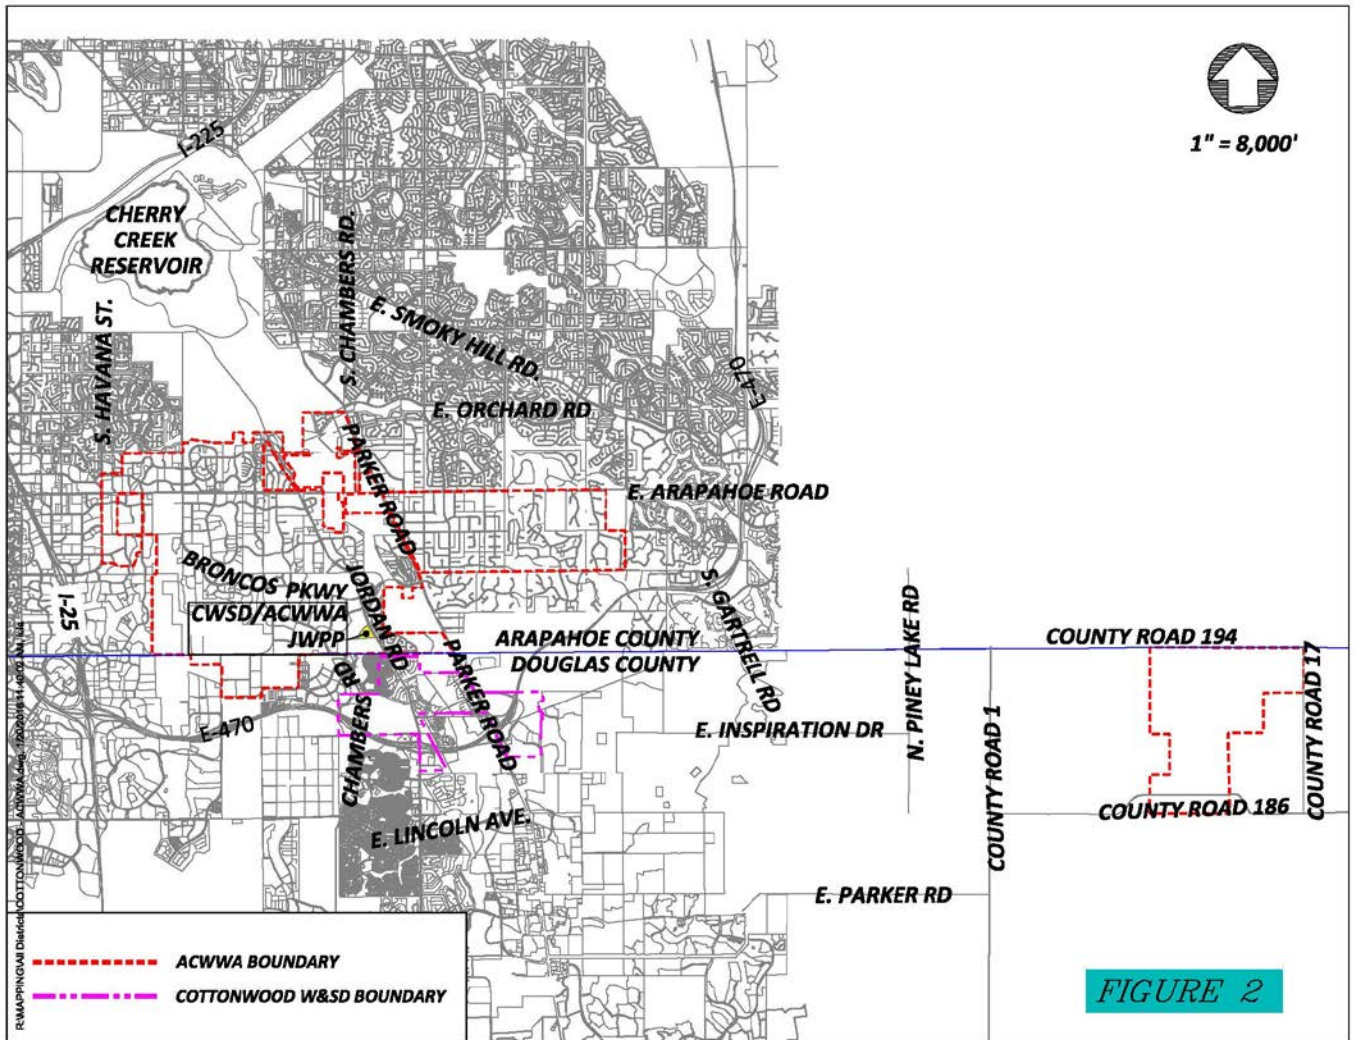 1" = 8,000'
I-225
CHERRY
CREEK
RESERVOIR
S. HAVANA ST.
S. CHAMBERS RD.
E. SMOKY HILL RD.
E-470
E. ORCHARD RD
PARKER ROAD
E. ARAPAHOE ROAD
BRONCOS PKWY
JORDAN RD
I-25
CWSD/ACWWA
JWPP
S. GARTRELL RD
N. PINEY LAKE RD
ARAPAHOE COUNTY
DOUGLAS COUNTY
COUNTY ROAD 194
COUNTY ROAD 17
PARKER ROAD
CHAMBERS RD
E-470
E. INSPIRATION DR
COUNTY ROAD 1
COUNTY ROAD 186
E. LINCOLN AVE.
E. PARKER RD
ACWWA BOUNDARY
COTTONWOOD W&SD BOUNDARY
FIGURE 2